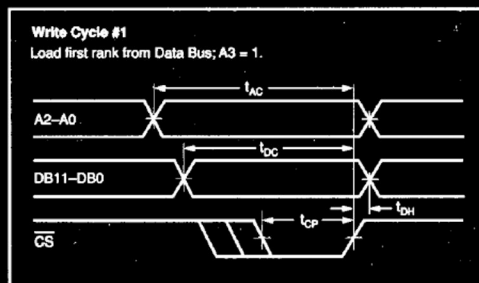 Write Cycle #1
Load first rank from Data Bus; A3 = 1.
tAC
A2–A0
tDC
DB11–DB0
tDH
tCP
CS